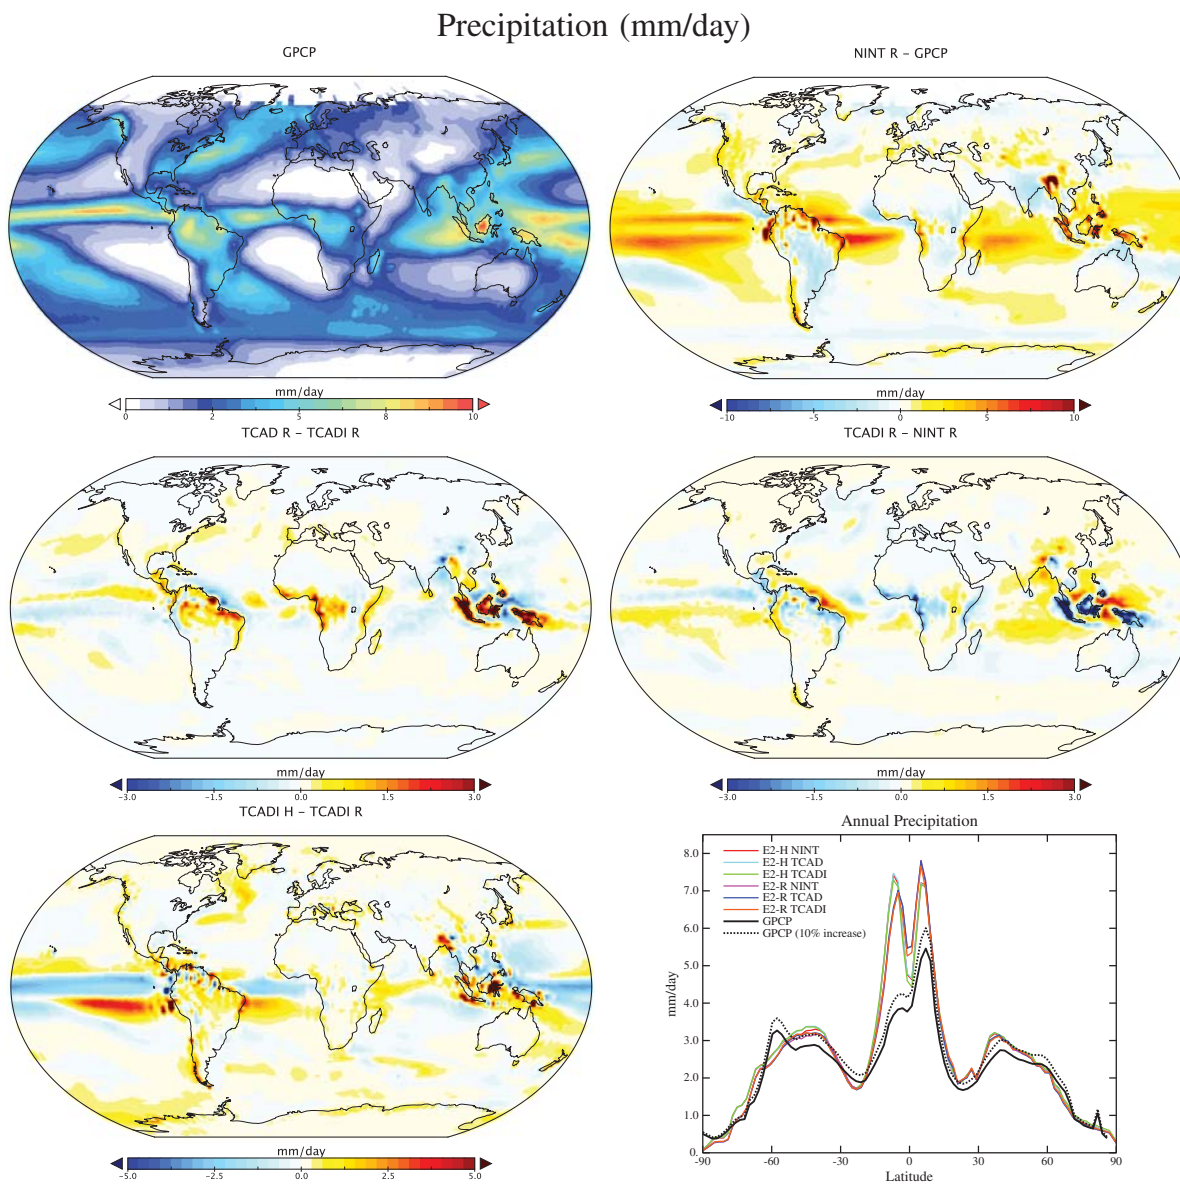 Precipitation (mm/day)
GPCP
NINT R – GPCP
mm/day
0 2 5 8 10
mm/day
−10 −5 0 5 10
TCAD R – TCADI R
TCADI R – NINT R
mm/day
−3.0 −1.5 0.0 1.5 3.0
mm/day
−3.0 −1.5 0.0 1.5 3.0
TCADI H – TCADI R
mm/day
−5.0 −2.5 0.0 2.5 5.0
Annual Precipitation
8.0
7.0
6.0
5.0
4.0
3.0
2.0
1.0
0.
mm/day
E2-H NINT
E2-H TCAD
E2-H TCADI
E2-R NINT
E2-R TCAD
E2-R TCADI
GPCP
GPCP (10% increase)
-90 -60 -30 0 30 60 90
Latitude